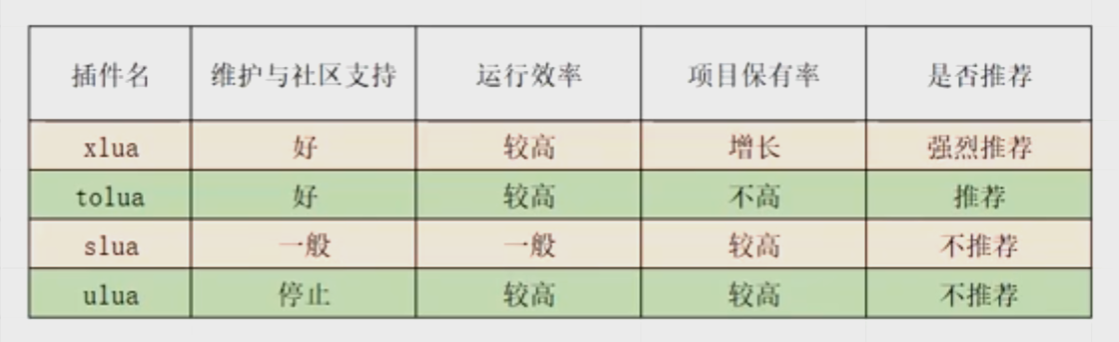 插件名 维护与社区支持 运行效率 项目保有率 是否推荐
xlua 好 较高 增长 强烈推荐
tolua 好 较高 不高 推荐
slua 一般 一般 较高 不推荐
ulua 停止 较高 较高 不推荐